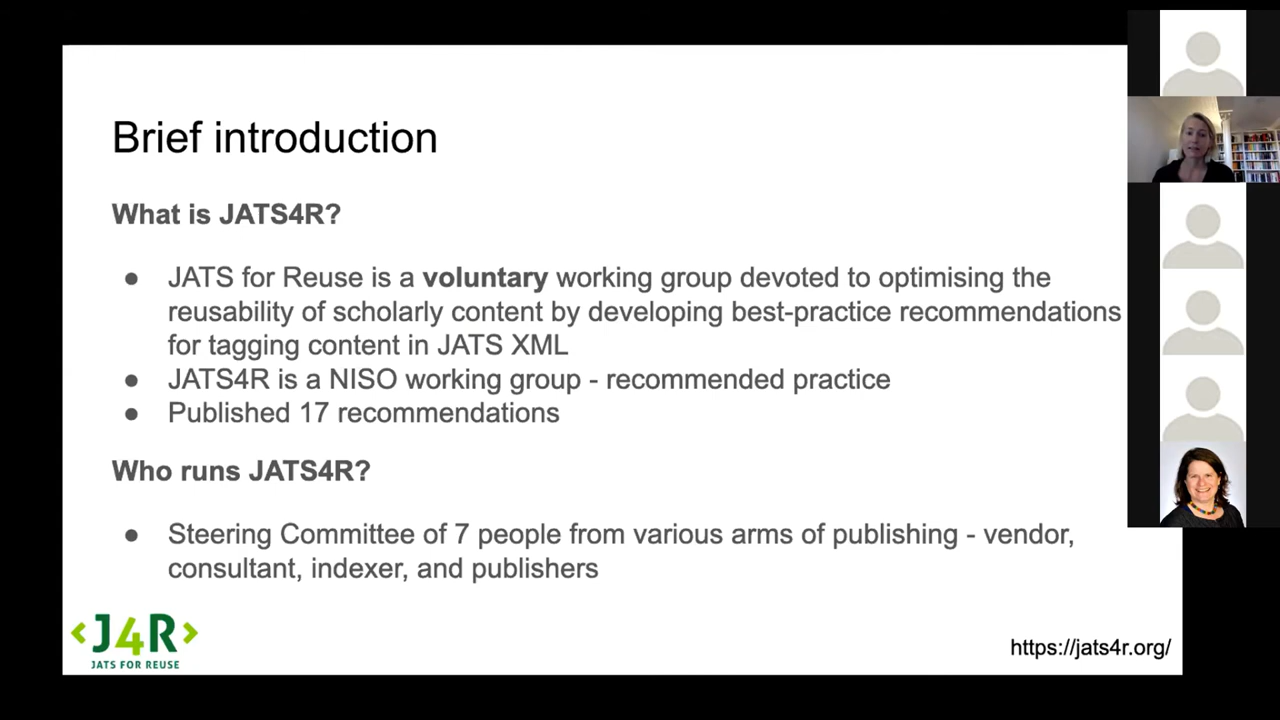 Brief introduction
What is JATS4R?
● JATS for Reuse is a voluntary working group devoted to optimising the
reusability of scholarly content by developing best-practice recommendations
for tagging content in JATS XML
● JATS4R is a NISO working group - recommended practice
● Published 17 recommendations
Who runs JATS4R?
● Steering Committee of 7 people from various arms of publishing - vendor,
consultant, indexer, and publishers
<J4R>
JATS FOR REUSE
https://jats4r.org/